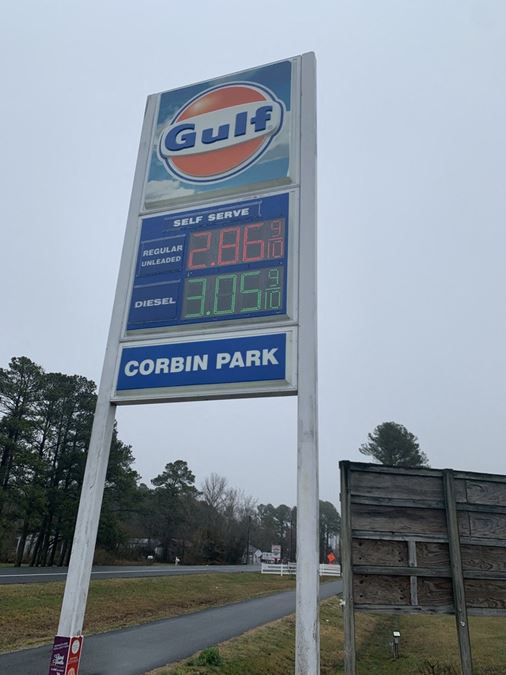 Gulf
SELF SERVE
REGULAR
UNLEADED
2.86 9/10
DIESEL
3.05 9/10
CORBIN PARK